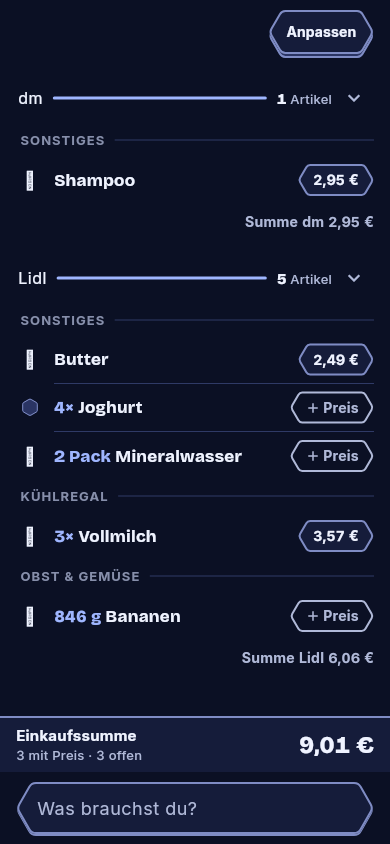 Anpassen
dm 1 Artikel
SONSTIGES
Shampoo 2,95 €
Summe dm 2,95 €
Lidl 5 Artikel
SONSTIGES
Butter 2,49 €
4× Joghurt + Preis
2 Pack Mineralwasser + Preis
KÜHLREGAL
3× Vollmilch 3,57 €
OBST & GEMÜSE
846 g Bananen + Preis
Summe Lidl 6,06 €
Einkaufssumme
3 mit Preis · 3 offen
9,01 €
Was brauchst du?